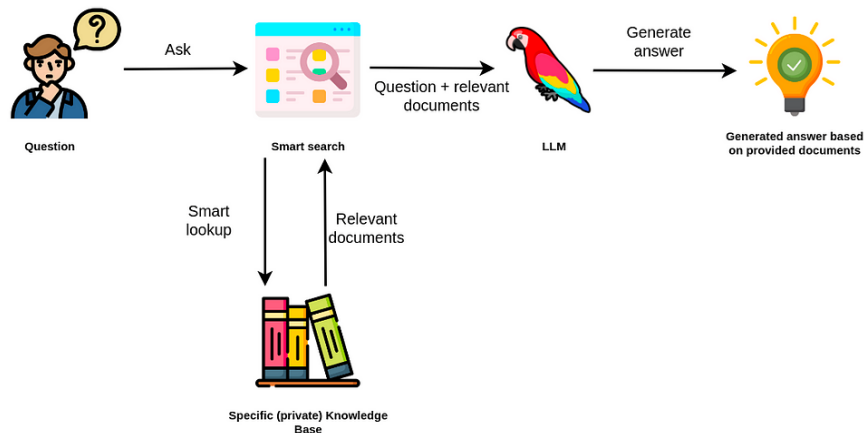 ?
Ask
Generate
answer
Question + relevant
documents
Question
Smart search
LLM
Generated answer based
on provided documents
Smart
lookup
Relevant
documents
Specific (private) Knowledge
Base